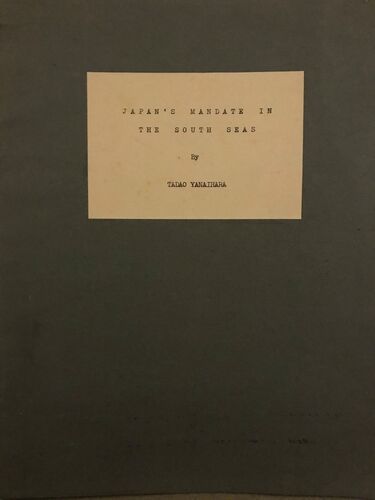 JAPAN'S MANDATE IN
THE SOUTH SEAS
By
TADAO YANAIHARA